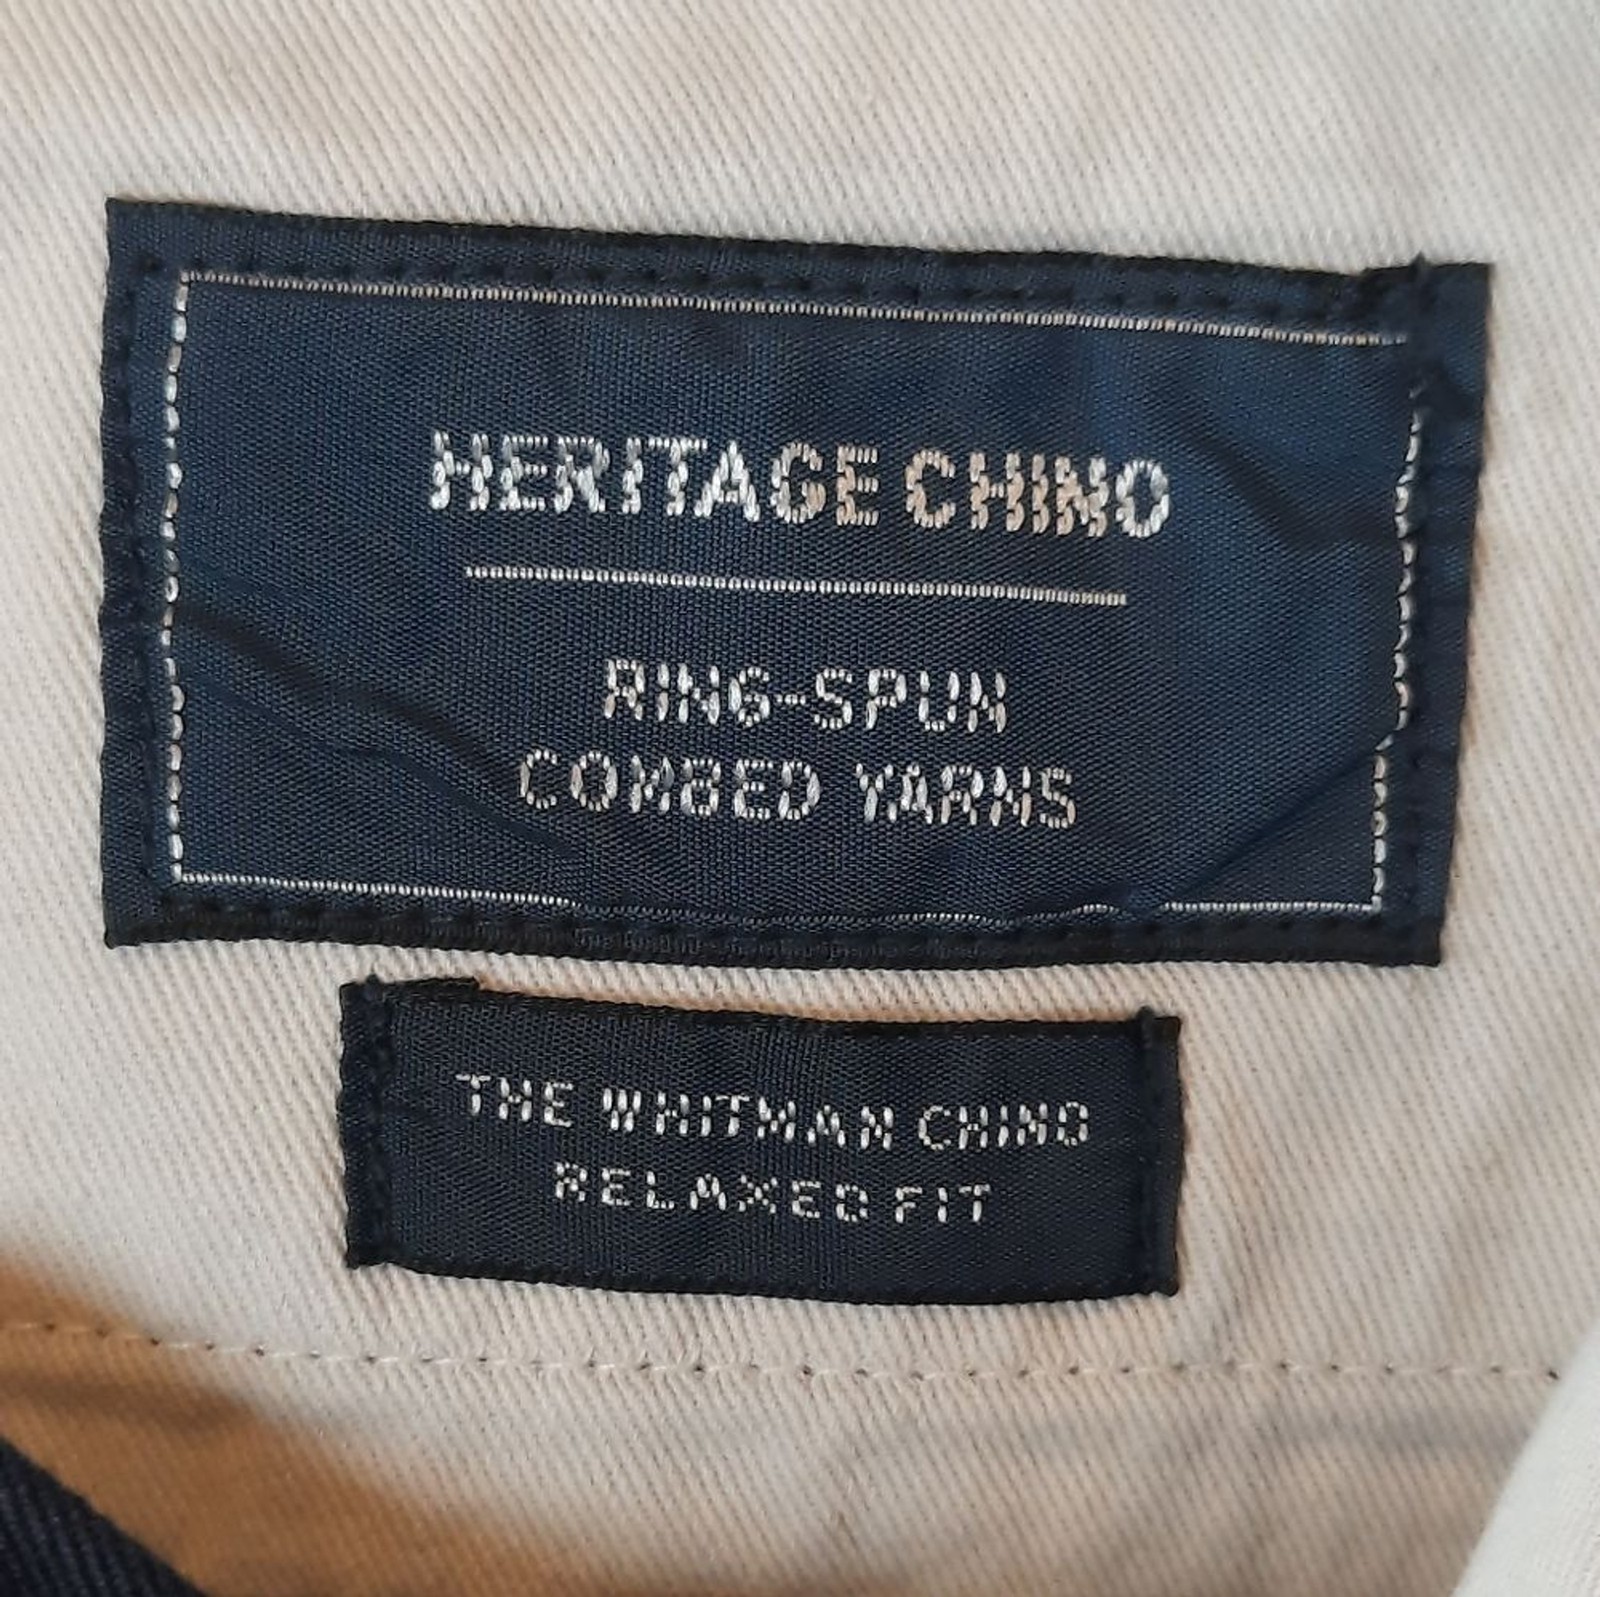 HERITAGE CHINO
RING-SPUN
COMBED YARNS
THE WHITMAN CHINO
RELAXED FIT